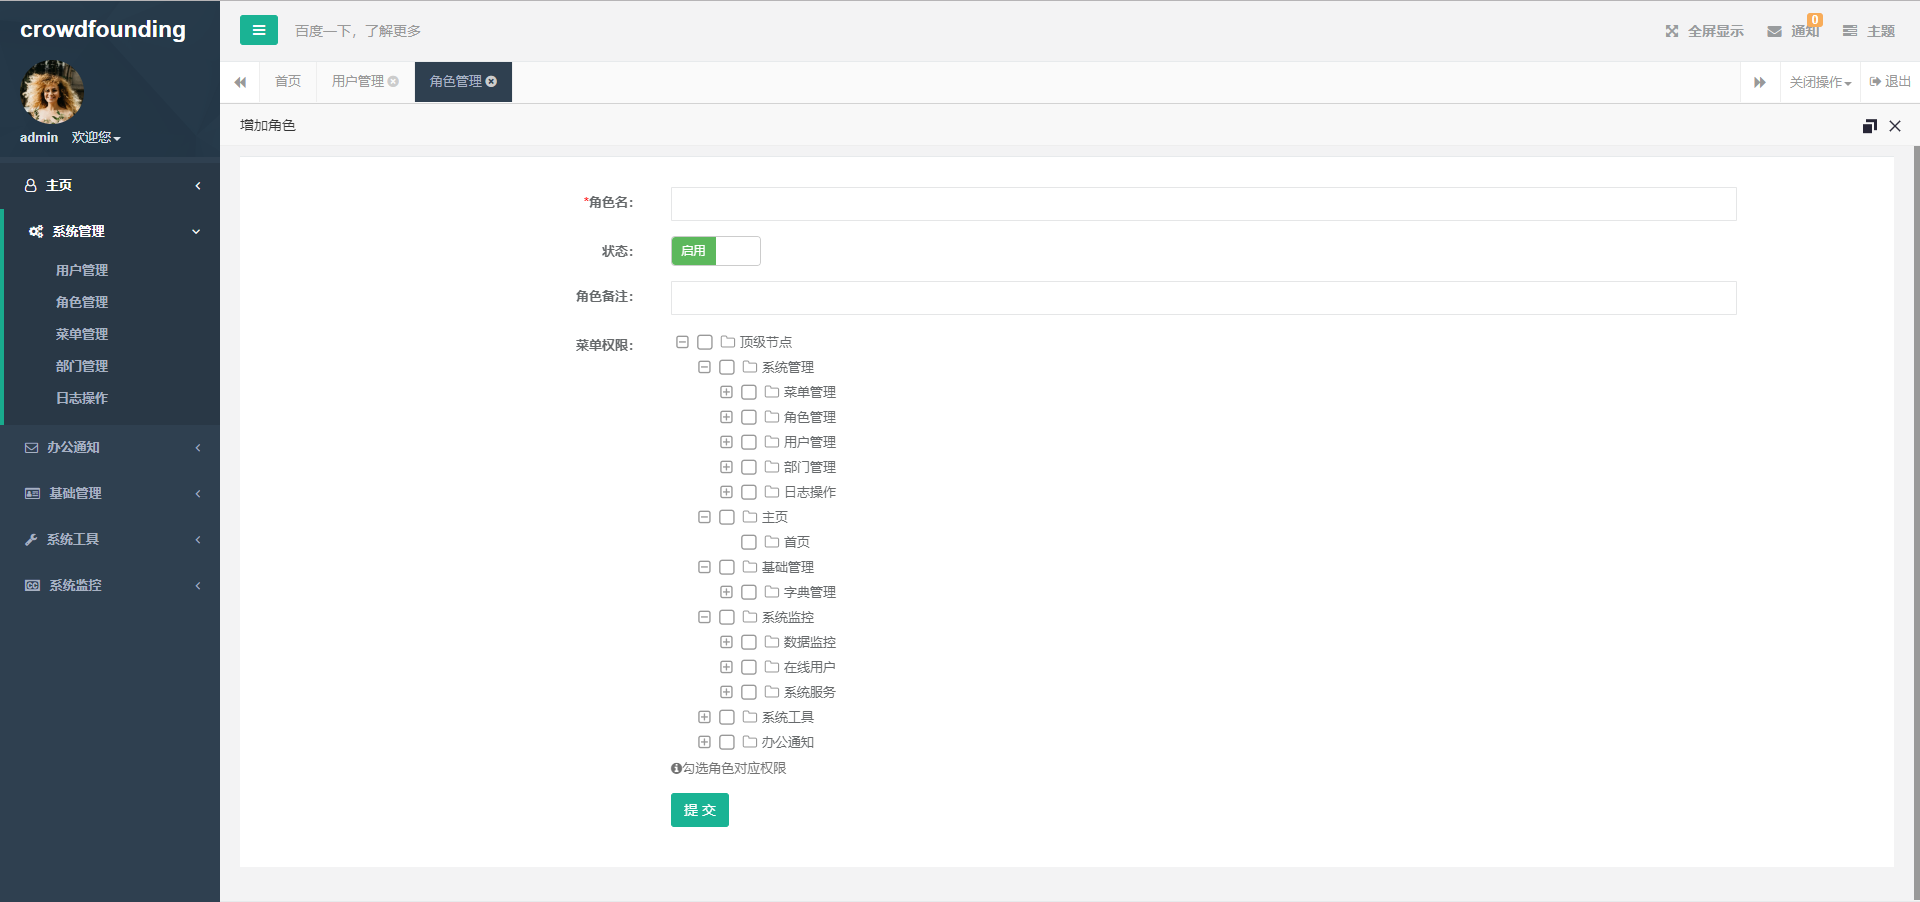 crowdfounding
admin 欢迎您
主页
系统管理
用户管理
角色管理
菜单管理
部门管理
日志操作
办公通知
基础管理
系统工具
系统监控
百度一下，了解更多
全屏显示 通知 0 主题
首页 用户管理 角色管理 关闭操作 退出
增加角色
*角色名：
状态： 启用
角色备注：
菜单权限：
顶级节点
系统管理
菜单管理
角色管理
用户管理
部门管理
日志操作
主页
首页
基础管理
字典管理
系统监控
数据监控
在线用户
系统服务
系统工具
办公通知
勾选角色对应权限
提 交